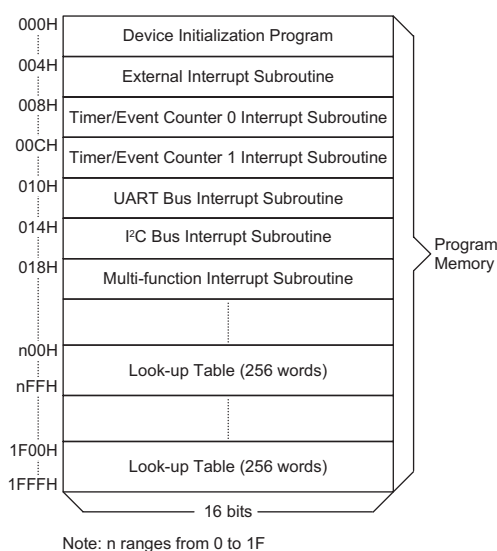 000H
Device Initialization Program
004H
External Interrupt Subroutine
008H
Timer/Event Counter 0 Interrupt Subroutine
00CH
Timer/Event Counter 1 Interrupt Subroutine
010H
UART Bus Interrupt Subroutine
014H
I²C Bus Interrupt Subroutine
018H
Multi-function Interrupt Subroutine
Program
Memory
n00H
Look-up Table (256 words)
nFFH
1F00H
Look-up Table (256 words)
1FFFH
16 bits
Note: n ranges from 0 to 1F